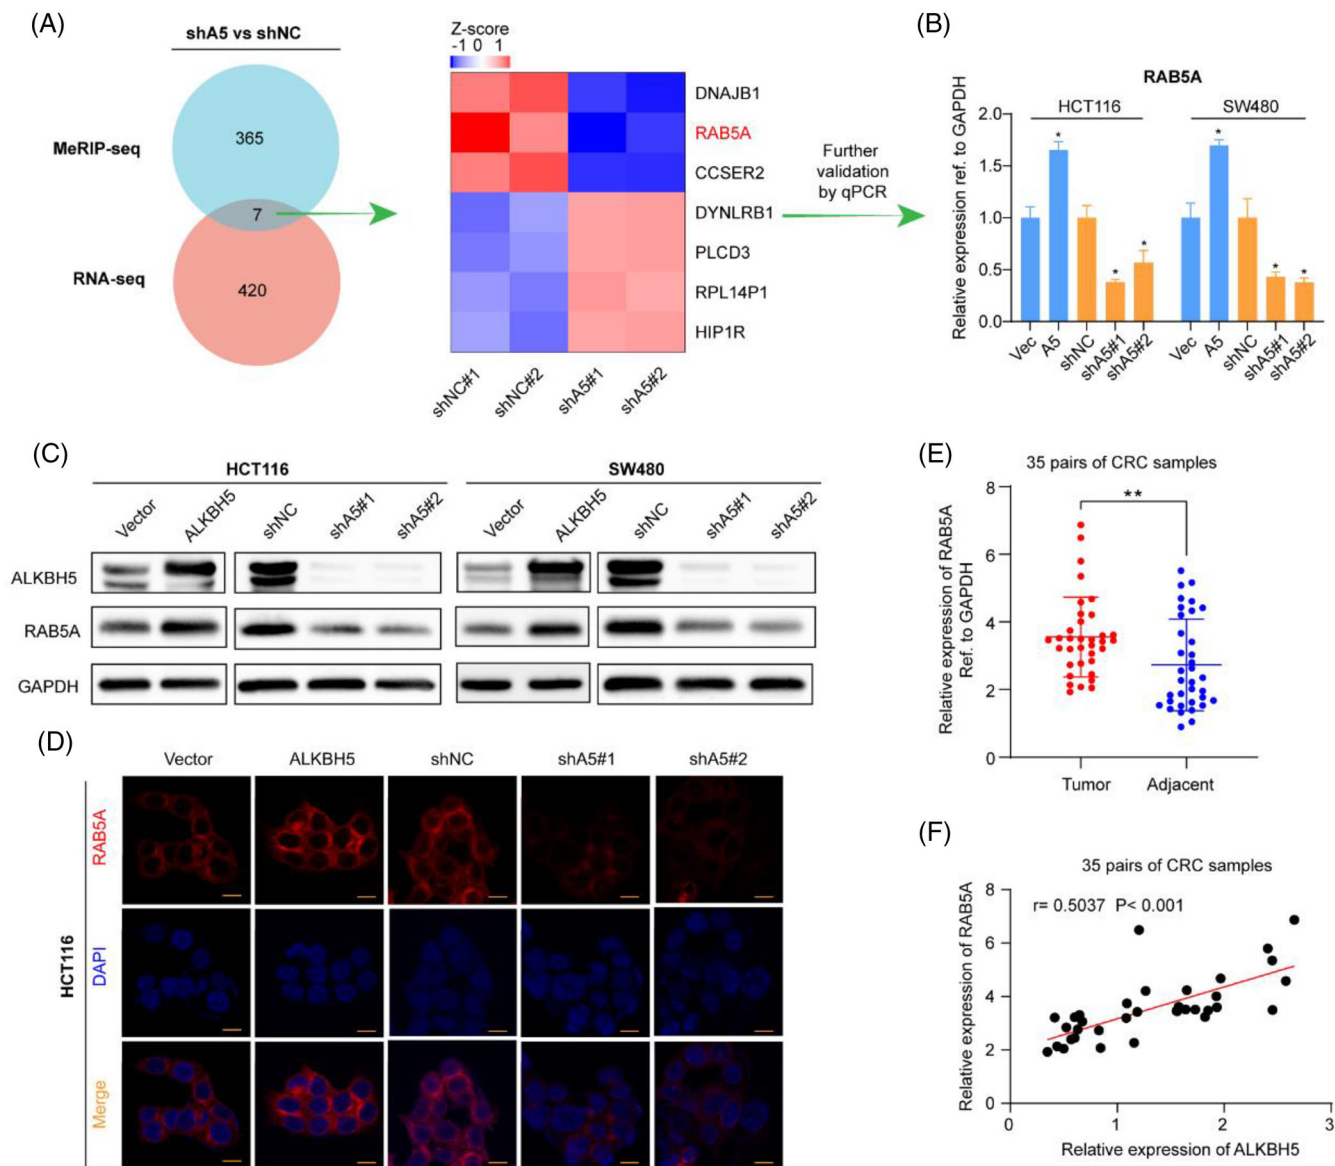 (A)
shA5 vs shNC
MeRIP-seq
365
7
RNA-seq
420
Z-score
-1 0 1
DNAJB1
RAB5A
CCSER2
DYNLRB1
PLCD3
RPL14P1
HIP1R
shNC#1 shNC#2 shA5#1 shA5#2
Further
validation
by qPCR
(B)
RAB5A
HCT116 SW480
Relative expression ref. to GAPDH
2.0
1.5
1.0
0.5
0.0
* * * * * *
Vec A5 shNC shA5#1 shA5#2 Vec A5 shNC shA5#1 shA5#2
(C)
HCT116 SW480
Vector ALKBH5 shNC shA5#1 shA5#2 Vector ALKBH5 shNC shA5#1 shA5#2
ALKBH5
RAB5A
GAPDH
(D)
Vector ALKBH5 shNC shA5#1 shA5#2
HCT116
RAB5A
DAPI
Merge
(E)
35 pairs of CRC samples
Relative expression of RAB5A
Ref. to GAPDH
8
6
4
2
0
**
Tumor Adjacent
(F)
35 pairs of CRC samples
r= 0.5037 P< 0.001
Relative expression of RAB5A
8
6
4
2
0
0 1 2 3
Relative expression of ALKBH5